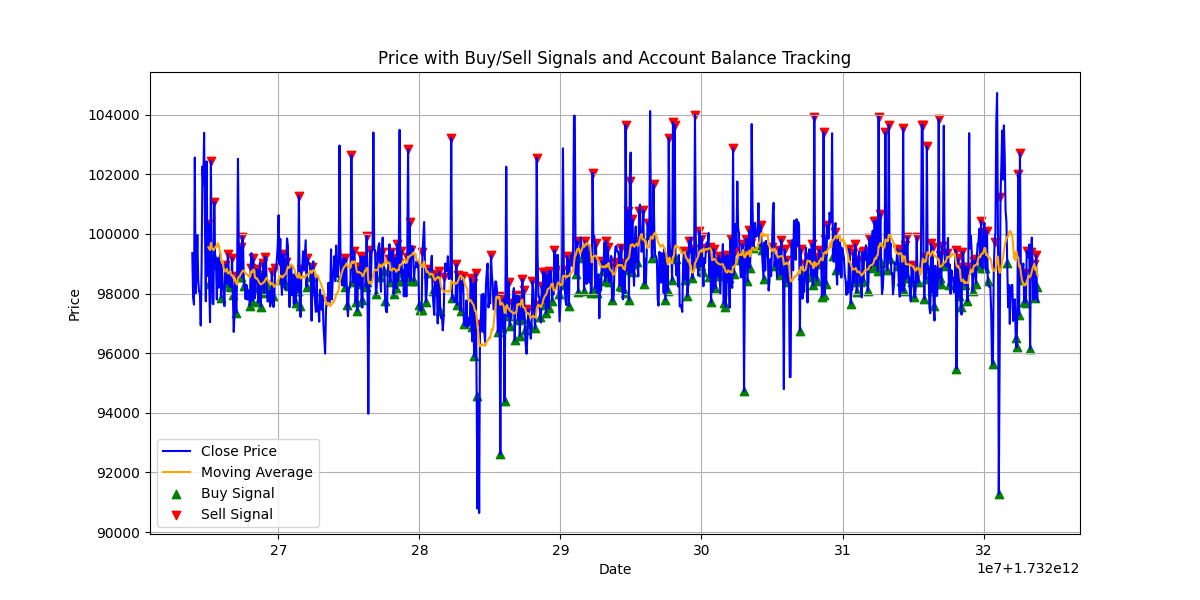 Price with Buy/Sell Signals and Account Balance Tracking
104000
102000
100000
98000
96000
94000
92000
90000
Price
Close Price
Moving Average
Buy Signal
Sell Signal
27 28 29 30 31 32
Date
1e7+1.732e12